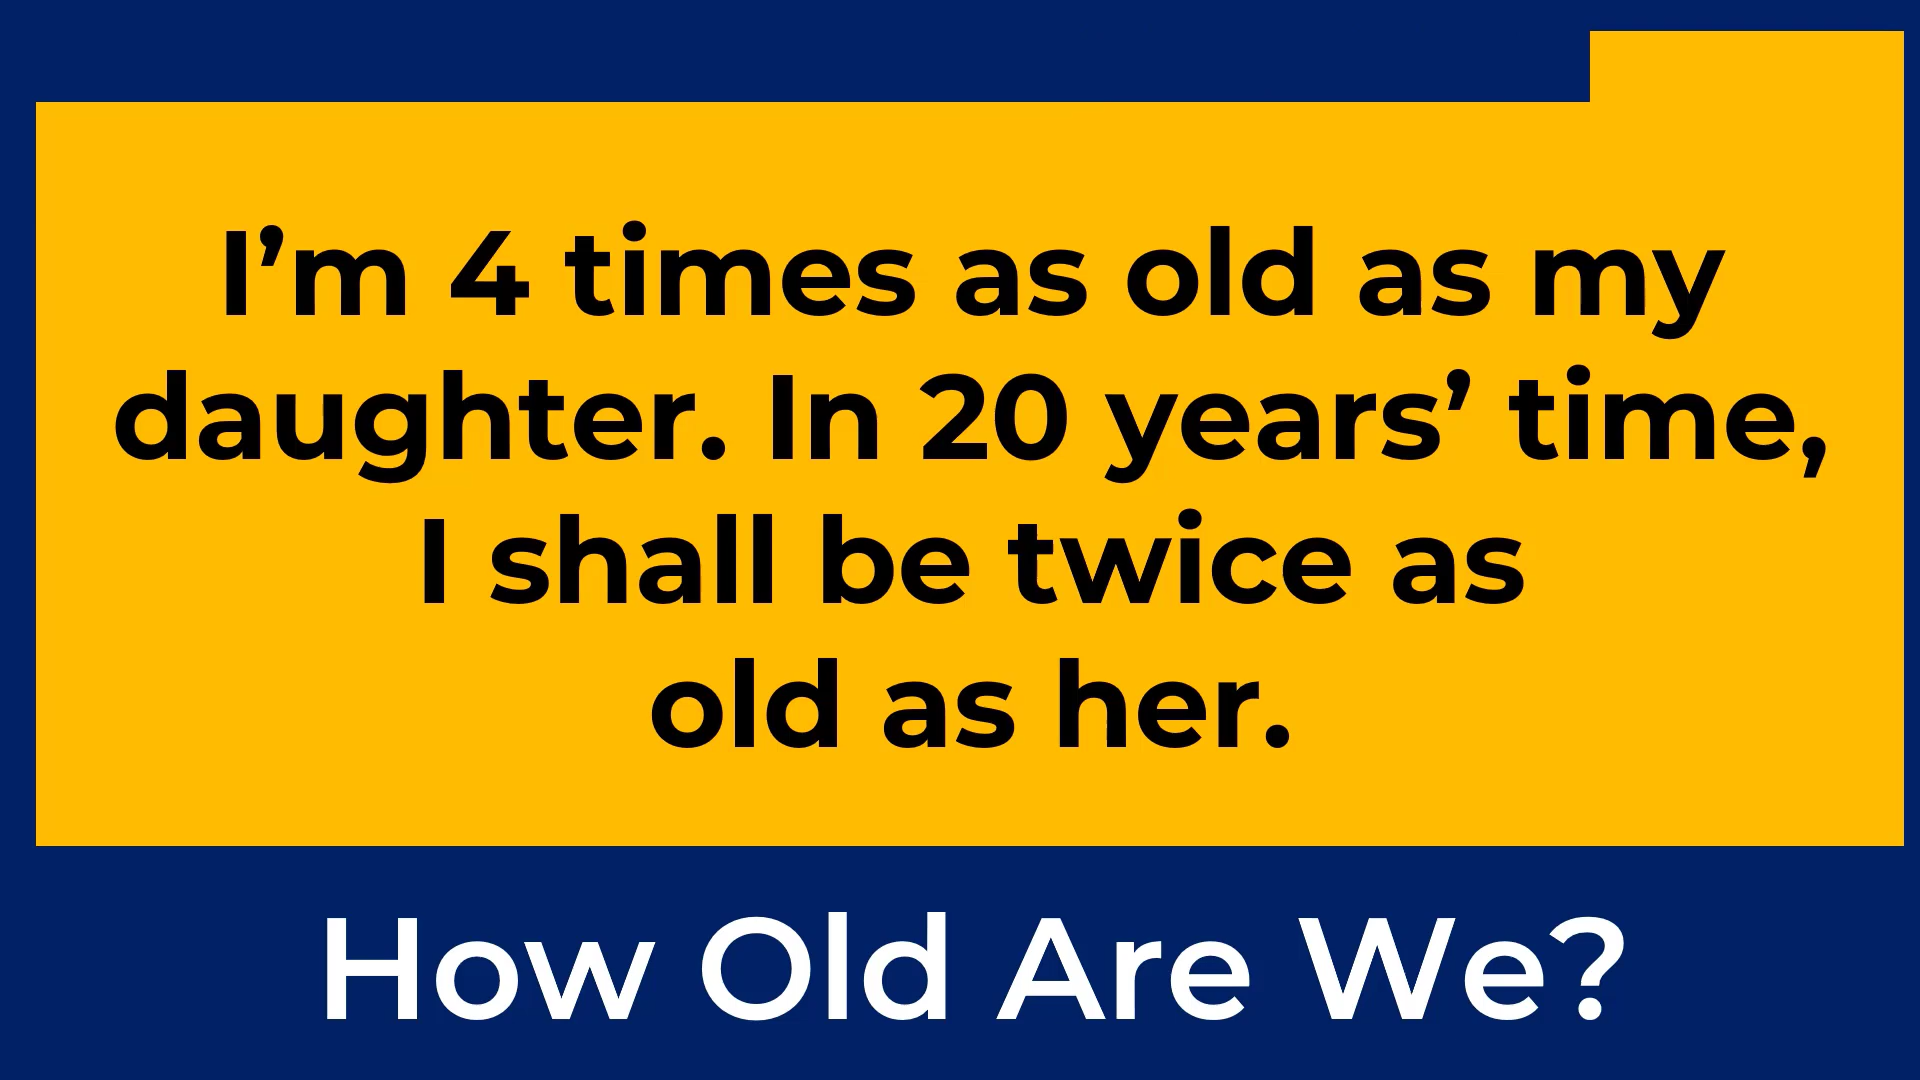 I’m 4 times as old as my
daughter. In 20 years’ time,
I shall be twice as
old as her.
How Old Are We?